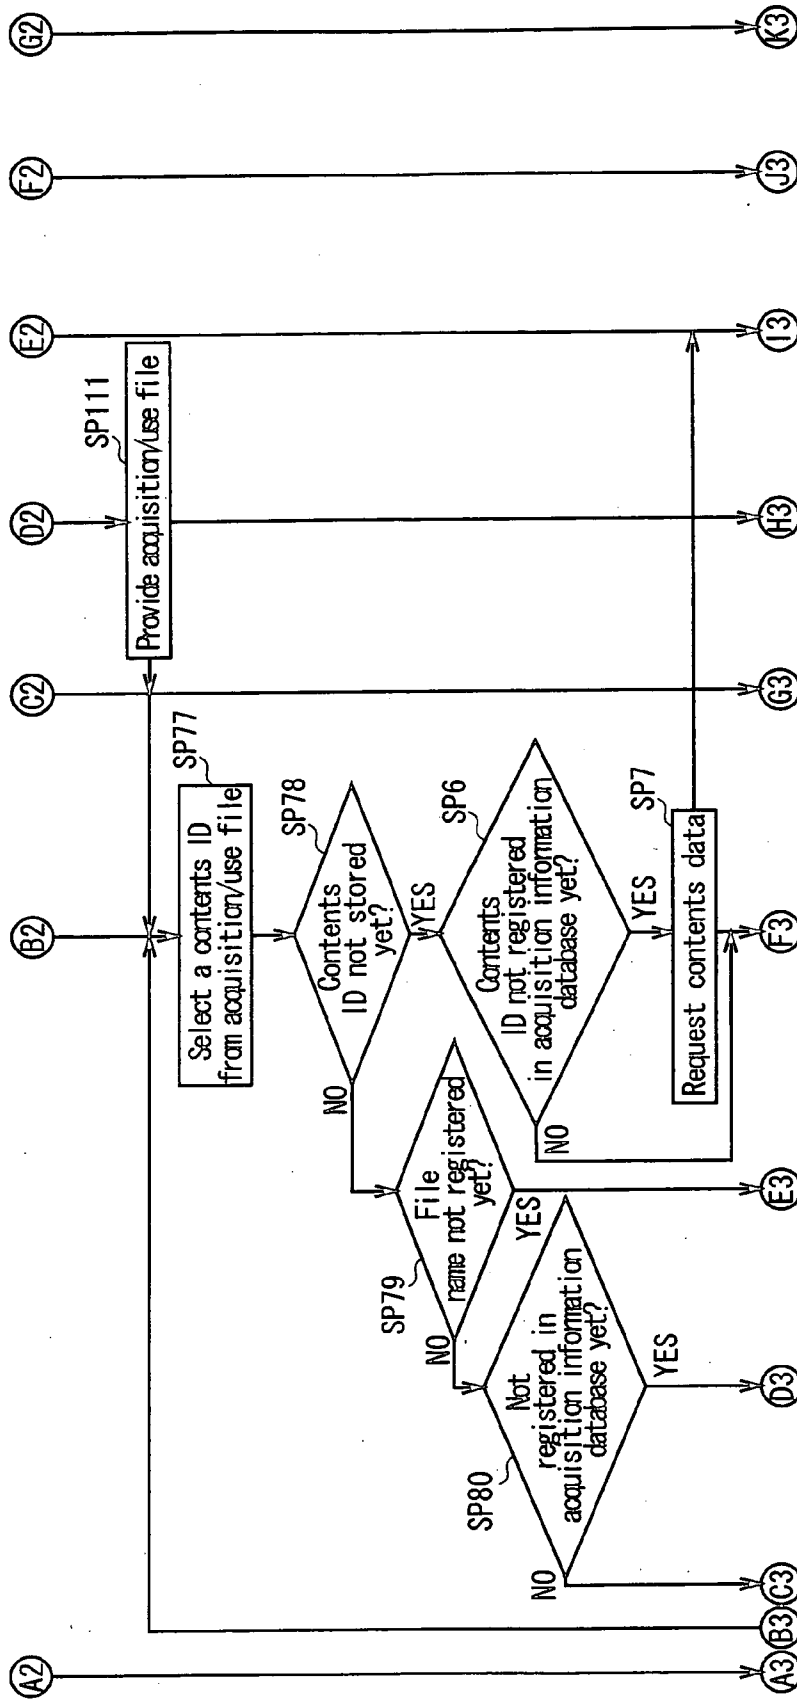 A2
B2
C2
D2
E2
F2
G2
SP111
Provide acquisition/use file
SP77
Select a contents ID
from acquisition/use file
SP78
Contents
ID not stored
yet?
NO
YES
SP79
File
name not registered
yet?
NO
YES
SP6
Contents
ID not registered
in acquisition information
database yet?
NO
YES
SP80
Not
registered in
acquisition information
database yet?
NO
YES
SP7
Request contents data
A3
B3
C3
D3
E3
F3
G3
H3
I3
J3
K3